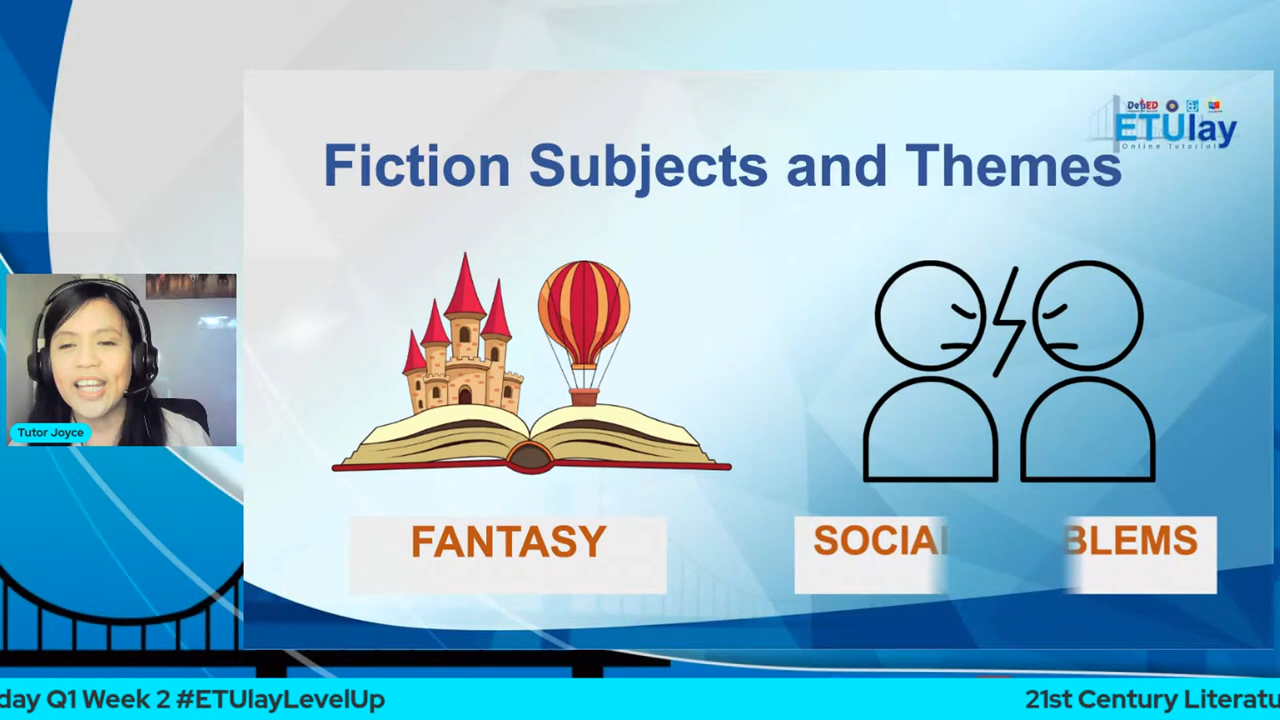 DepED
ETUlay
Online Tutorial
Fiction Subjects and Themes
Tutor Joyce
FANTASY
SOCIAL BLEMS
day Q1 Week 2 #ETUlayLevelUp
21st Century Literatu